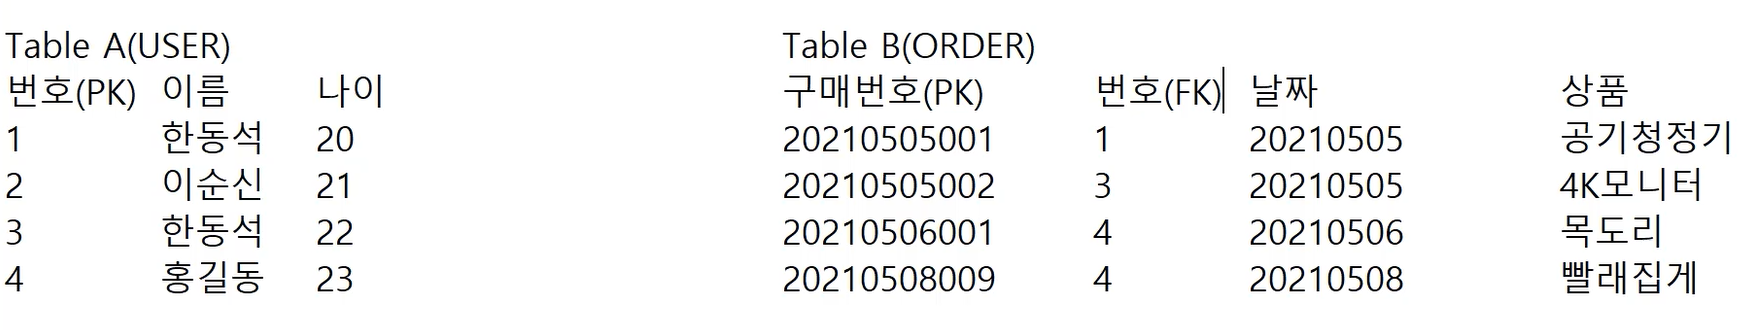 Table A(USER)
번호(PK) 이름 나이
1 한동석 20
2 이순신 21
3 한동석 22
4 홍길동 23
Table B(ORDER)
구매번호(PK) 번호(FK) 날짜 상품
20210505001 1 20210505 공기청정기
20210505002 3 20210505 4K모니터
20210506001 4 20210506 목도리
20210508009 4 20210508 빨래집게